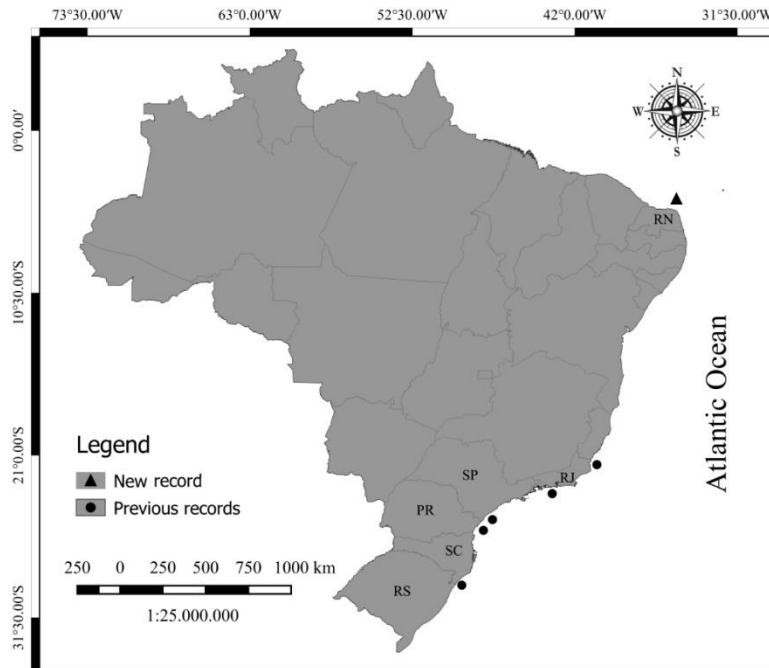 73°30.00'W 63°0.00'W 52°30.00'W 42°0.00'W 31°30.00'W
N
W E
S
0°0.00'
RN
10°30.00'S
Atlantic Ocean
21°0.00'S
Legend
New record
Previous records
SP
RJ
PR
SC
RS
250 0 250 500 750 1000 km
1:25.000.000
31°30.00'S